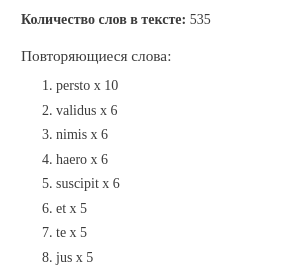 Количество слов в тексте: 535
Повторяющиеся слова:
1. persto x 10
2. validus x 6
3. nimis x 6
4. haero x 6
5. suscipit x 6
6. et x 5
7. te x 5
8. jus x 5